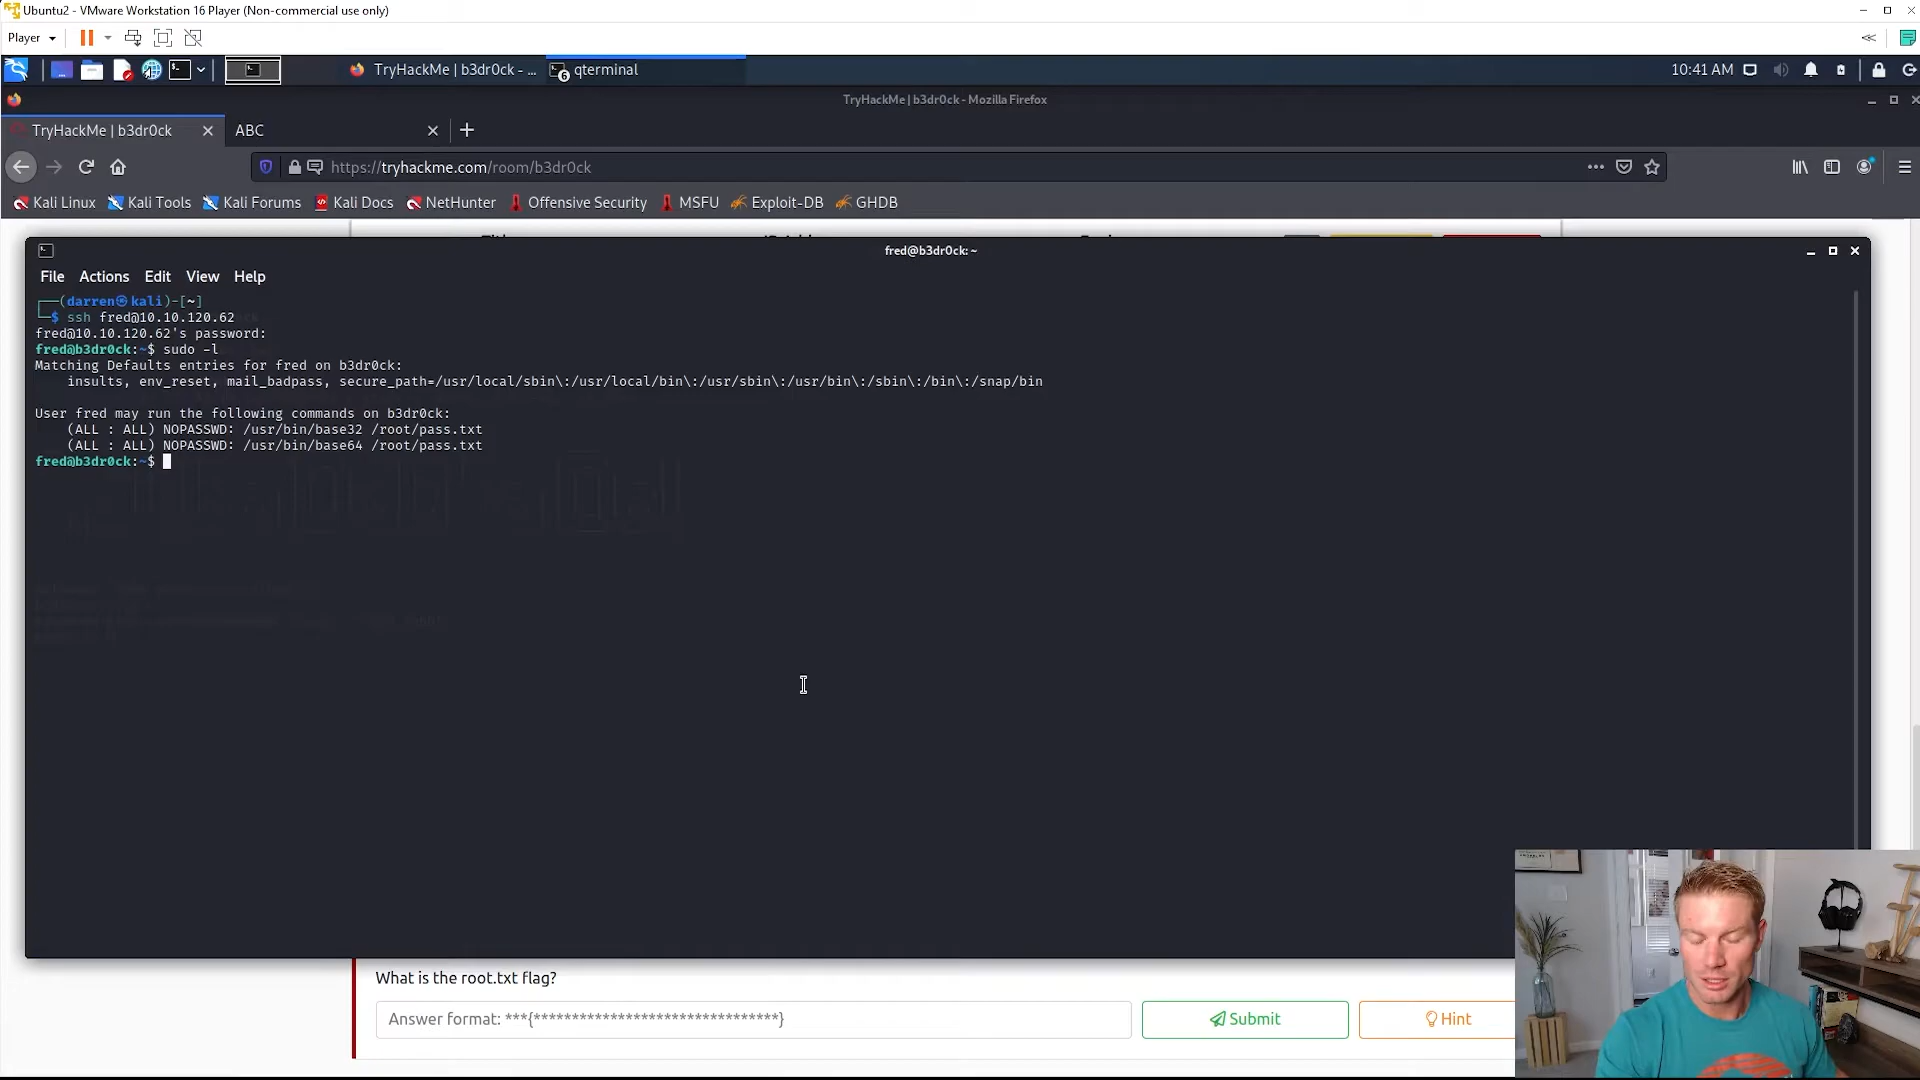 Ubuntu2 - VMware Workstation 16 Player (Non-commercial use only)
Player
TryHackMe | b3dr0ck - ...
6
qterminal
10:41 AM
TryHackMe | b3dr0ck - Mozilla Firefox
TryHackMe | b3dr0ck
ABC
https://tryhackme.com/room/b3dr0ck
Kali Linux
Kali Tools
Kali Forums
Kali Docs
NetHunter
Offensive Security
MSFU
Exploit-DB
GHDB
fred@b3dr0ck: ~
File Actions Edit View Help
┌──(darren㉿kali)-[~]
└─$ ssh fred@10.10.120.62
fred@10.10.120.62's password:
fred@b3dr0ck:~$ sudo -l
Matching Defaults entries for fred on b3dr0ck:
insults, env_reset, mail_badpass, secure_path=/usr/local/sbin\:/usr/local/bin\:/usr/sbin\:/usr/bin\:/sbin\:/bin\:/snap/bin
User fred may run the following commands on b3dr0ck:
(ALL : ALL) NOPASSWD: /usr/bin/base32 /root/pass.txt
(ALL : ALL) NOPASSWD: /usr/bin/base64 /root/pass.txt
fred@b3dr0ck:~$
What is the root.txt flag?
Answer format: ***{********************************}
Submit
Hint